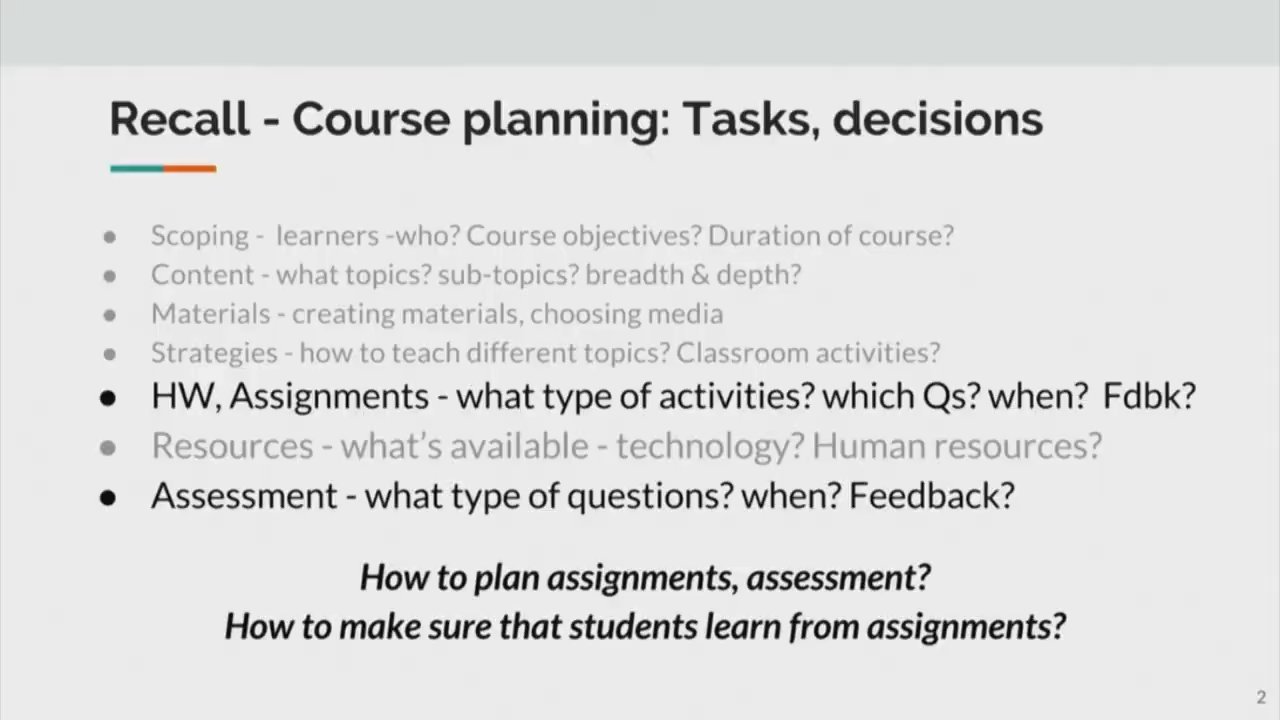 Recall - Course planning: Tasks, decisions
● Scoping - learners -who? Course objectives? Duration of course?
● Content - what topics? sub-topics? breadth & depth?
● Materials - creating materials, choosing media
● Strategies - how to teach different topics? Classroom activities?
● HW, Assignments - what type of activities? which Qs? when? Fdbk?
● Resources - what's available - technology? Human resources?
● Assessment - what type of questions? when? Feedback?
How to plan assignments, assessment?
How to make sure that students learn from assignments?
2